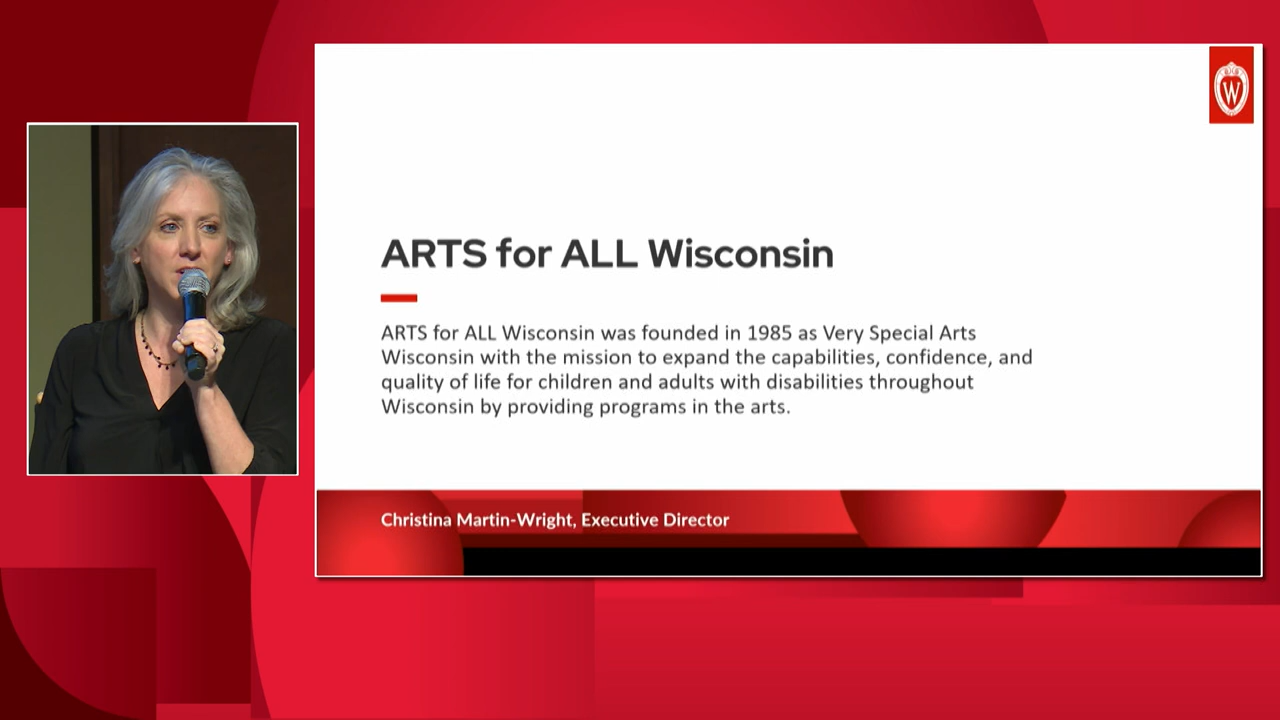 W
ARTS for ALL Wisconsin
ARTS for ALL Wisconsin was founded in 1985 as Very Special Arts
Wisconsin with the mission to expand the capabilities, confidence, and
quality of life for children and adults with disabilities throughout
Wisconsin by providing programs in the arts.
Christina Martin-Wright, Executive Director